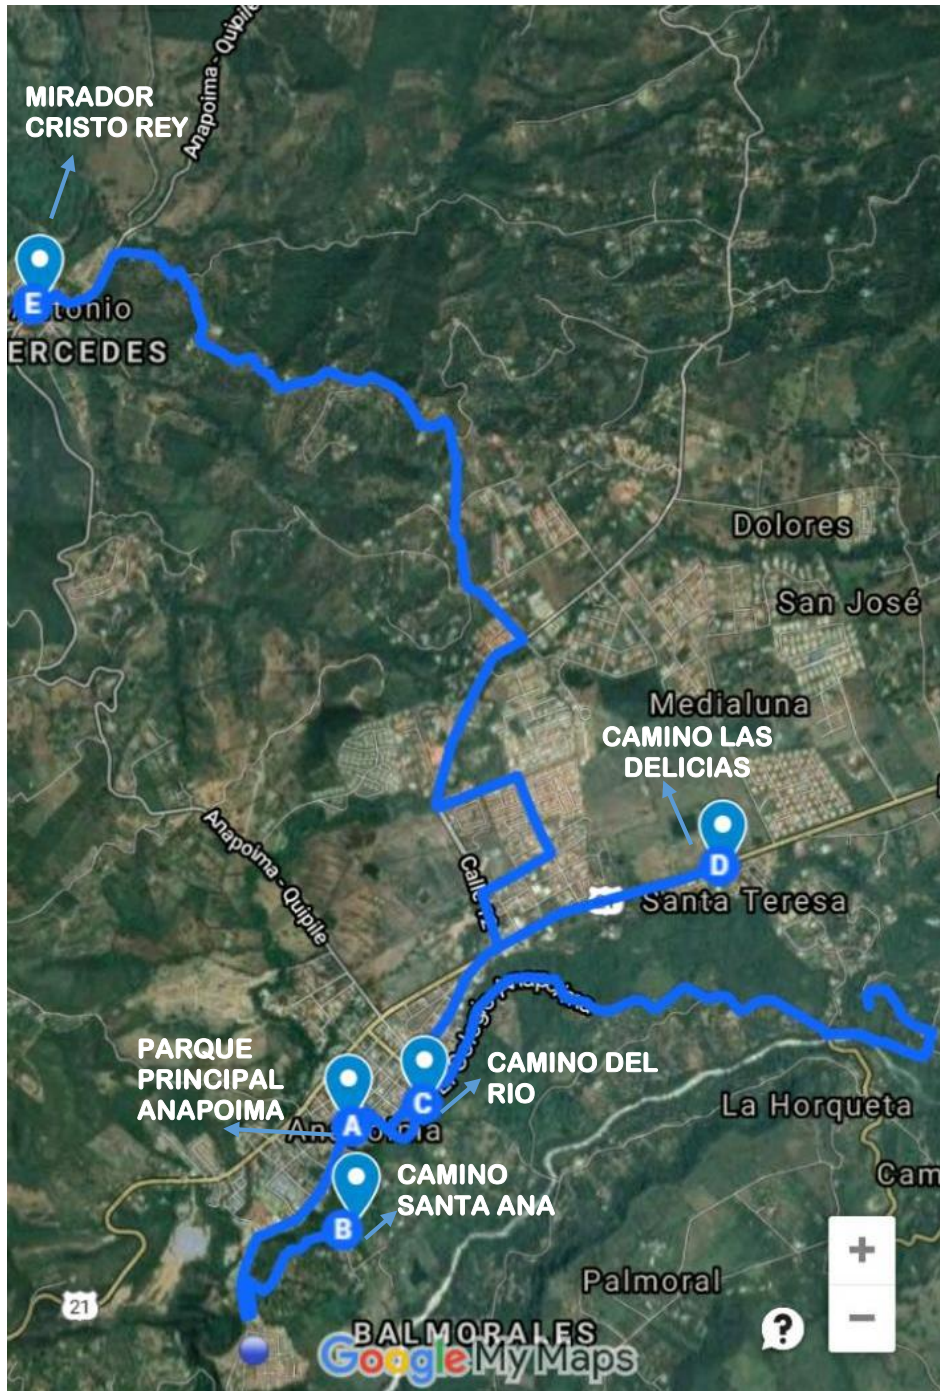 Anapoima - Quipile
MIRADOR
CRISTO REY
E
ERCEDES
Dolores
San José
Medialuna
CAMINO LAS
DELICIAS
D
Santa Teresa
Anapoima - Quipile
PARQUE
PRINCIPAL
ANAPOIMA
CAMINO DEL
RIO
C
A
La Horqueta
CAMINO
SANTA ANA
B
Cam
Palmoral
21
?
+
−
BALMORALES
Google My Maps